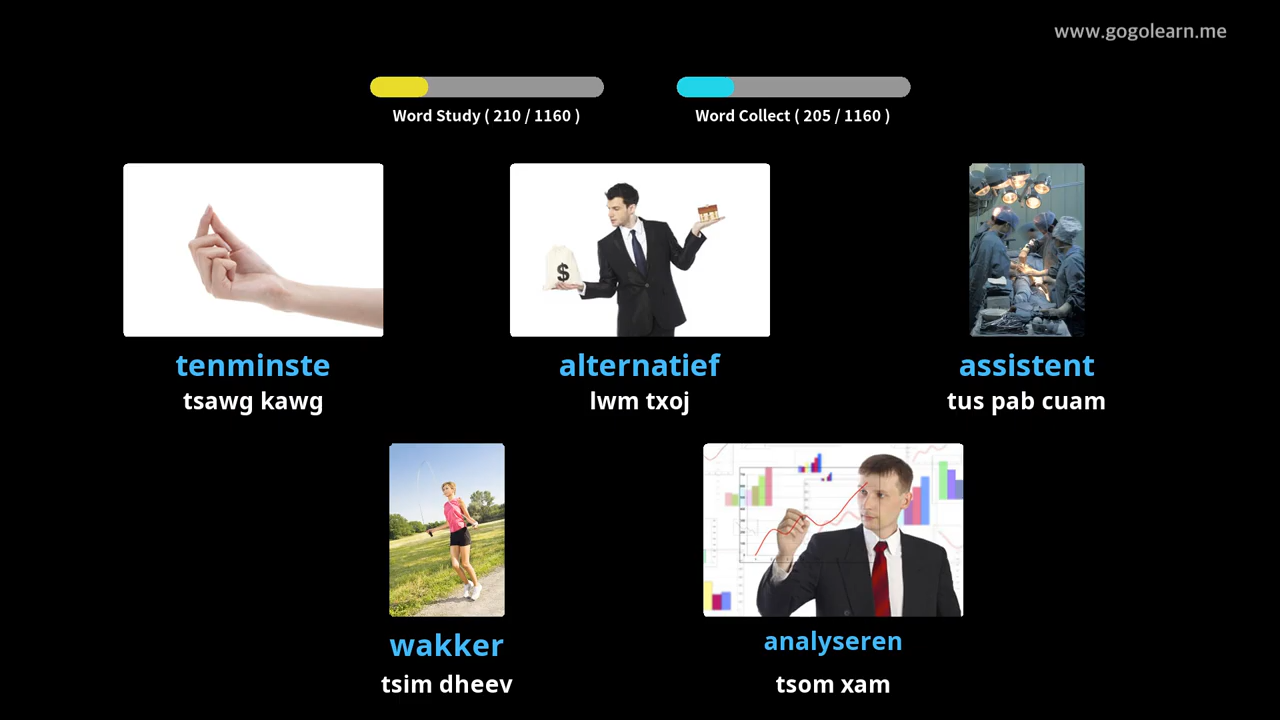 www.gogolearn.me
Word Study ( 210 / 1160 )
Word Collect ( 205 / 1160 )
$
tenminste
tsawg kawg
alternatief
lwm txoj
assistent
tus pab cuam
wakker
tsim dheev
analyseren
tsom xam